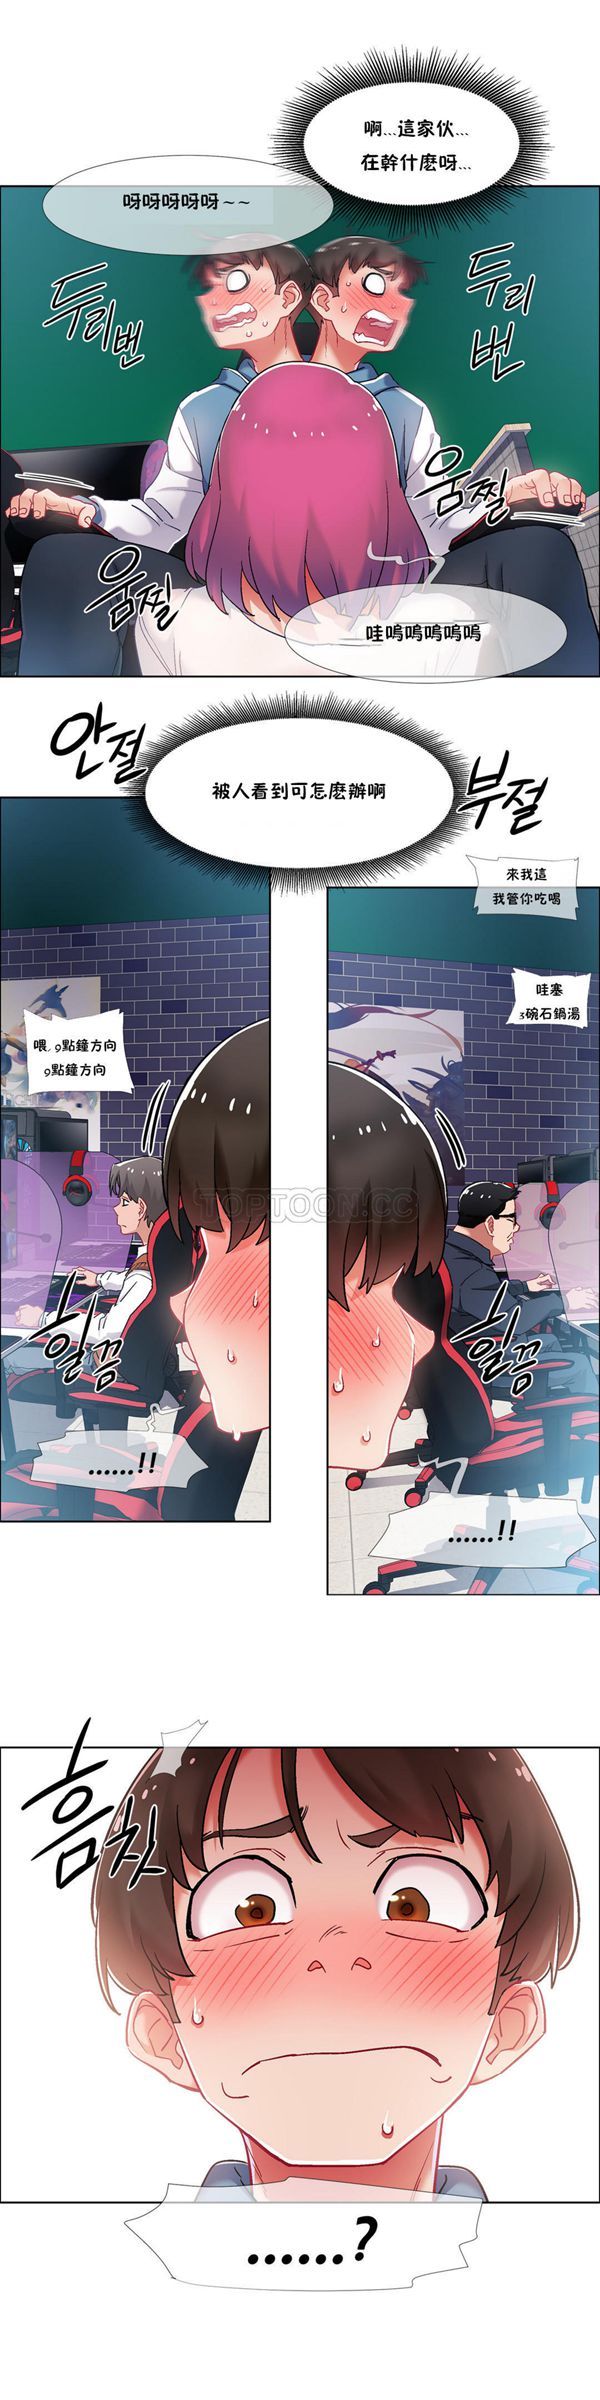 啊...這家伙...
在幹什麽呀...
呀呀呀呀呀~~
두리번
두리번
움찔
움찔
哇嗚嗚嗚嗚嗚
안절
부절
被人看到可怎麽辦啊
來我這
我管你吃喝
哇塞
3碗石鍋湯
喂,9點鐘方向
9點鐘方向
TOPTOON.CC
힐끔
힐끔
......!!
......!!
흠칫
......?